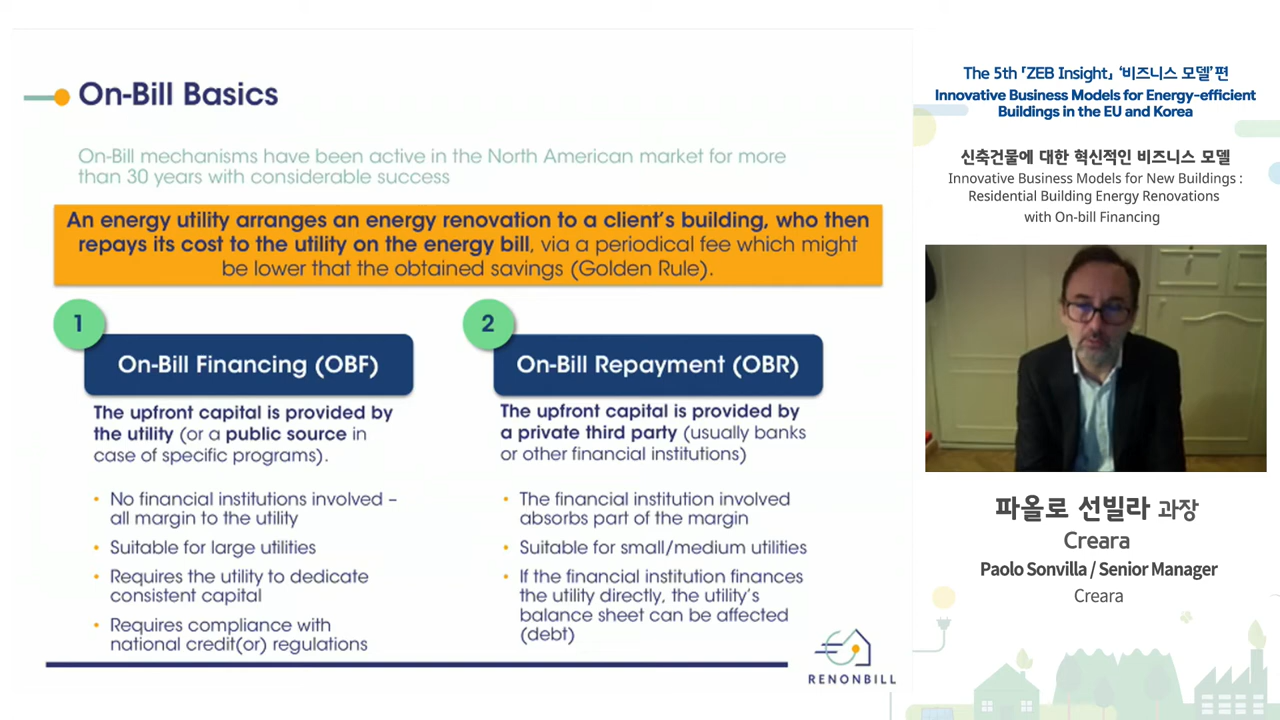 On-Bill Basics
On-Bill mechanisms have been active in the North American market for more
than 30 years with considerable success
An energy utility arranges an energy renovation to a client's building, who then
repays its cost to the utility on the energy bill, via a periodical fee which might
be lower that the obtained savings (Golden Rule).
1
On-Bill Financing (OBF)
The upfront capital is provided by
the utility (or a public source in
case of specific programs).
• No financial institutions involved –
all margin to the utility
• Suitable for large utilities
• Requires the utility to dedicate
consistent capital
• Requires compliance with
national credit(or) regulations
2
On-Bill Repayment (OBR)
The upfront capital is provided by
a private third party (usually banks
or other financial institutions)
• The financial institution involved
absorbs part of the margin
• Suitable for small/medium utilities
• If the financial institution finances
the utility directly, the utility's
balance sheet can be affected
(debt)
RENONBILL
The 5th「ZEB Insight」 '비즈니스 모델'편
Innovative Business Models for Energy-efficient
Buildings in the EU and Korea
신축건물에 대한 혁신적인 비즈니스 모델
Innovative Business Models for New Buildings :
Residential Building Energy Renovations
with On-bill Financing
파올로 선빌라 과장
Creara
Paolo Sonvilla / Senior Manager
Creara